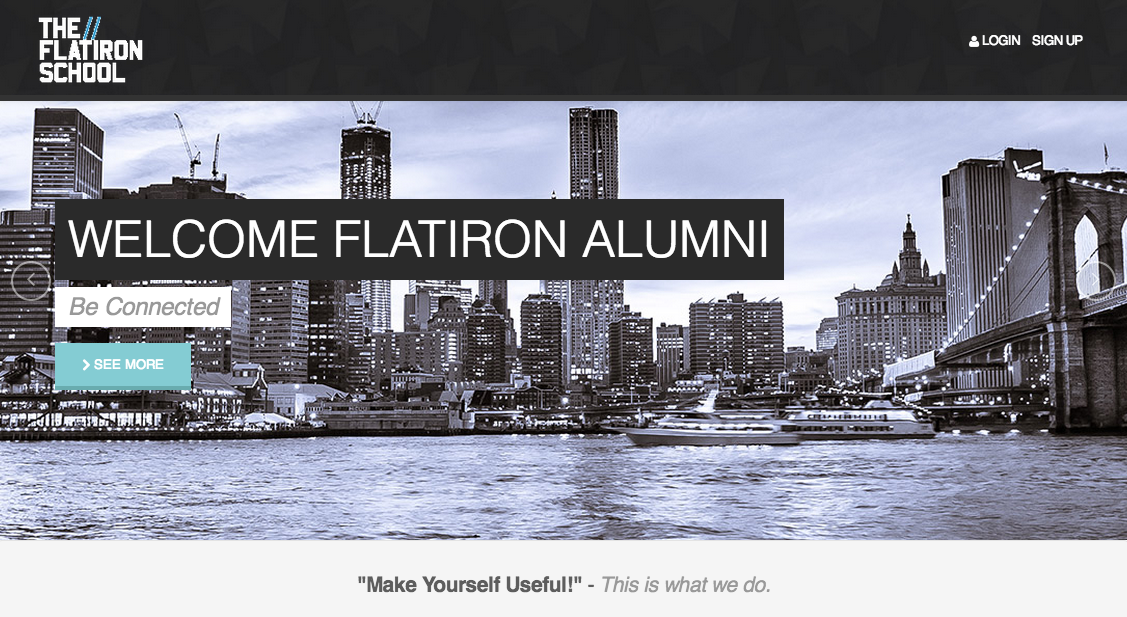 THE //
FLATIRON
SCHOOL
LOGIN SIGN UP
WELCOME FLATIRON ALUMNI
Be Connected
SEE MORE
"Make Yourself Useful!" - This is what we do.